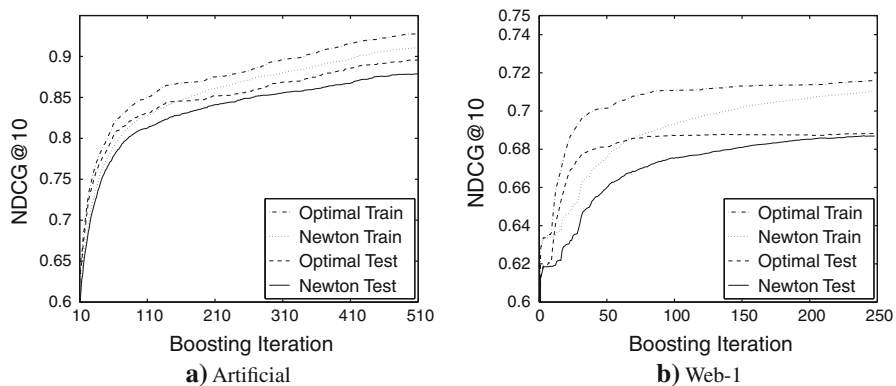 0.9
0.85
0.8
0.75
0.7
0.65
0.6
NDCG@10
10 110 210 310 410 510
Boosting Iteration
Optimal Train
Newton Train
Optimal Test
Newton Test
a) Artificial
0.75
0.74
0.72
0.7
0.68
0.66
0.64
0.62
0.6
NDCG@10
0 50 100 150 200 250
Boosting Iteration
Optimal Train
Newton Train
Optimal Test
Newton Test
b) Web-1